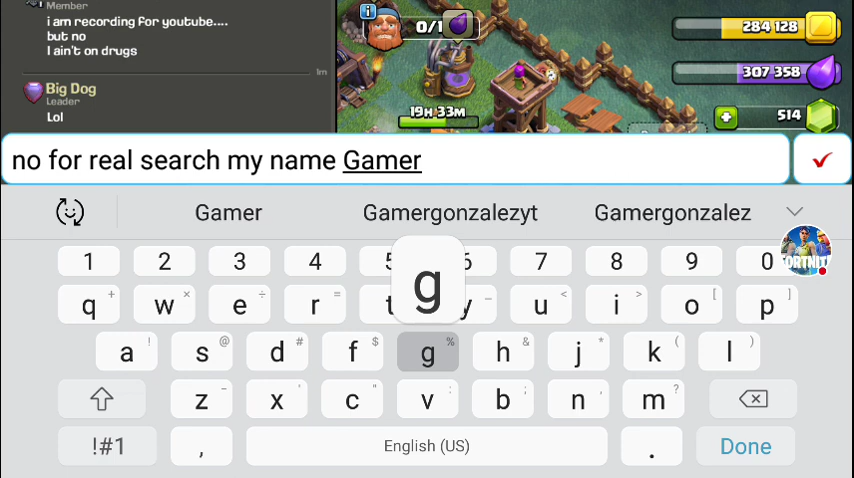 Member
i am recording for youtube....
but no
I ain't on drugs
1m
Big Dog
Leader
Lol
0/1
284 128
307 358
19H 33M
514
no for real search my name Gamer
Gamer Gamergonzalezyt Gamergonzalez
1 2 3 4 5 6 7 8 9 0
g
q + w × e ÷ r = t y _ u < i > o [ p ]
FORTNIT
a ! s @ d # f $ g % h & j * k ( l )
z - x ' c " v : b ; n , m ?
!#1 , English (US) . Done